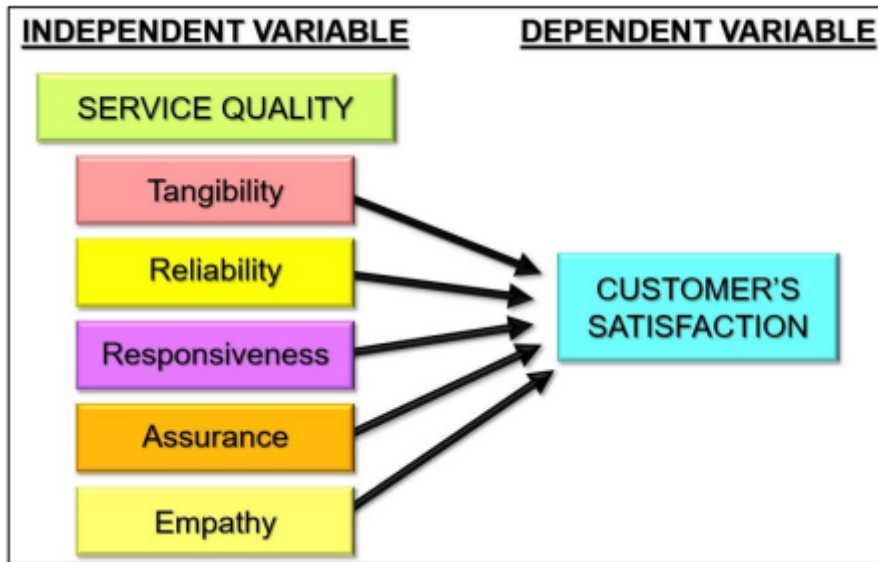 INDEPENDENT VARIABLE
DEPENDENT VARIABLE
SERVICE QUALITY
Tangibility
Reliability
Responsiveness
Assurance
Empathy
CUSTOMER'S
SATISFACTION